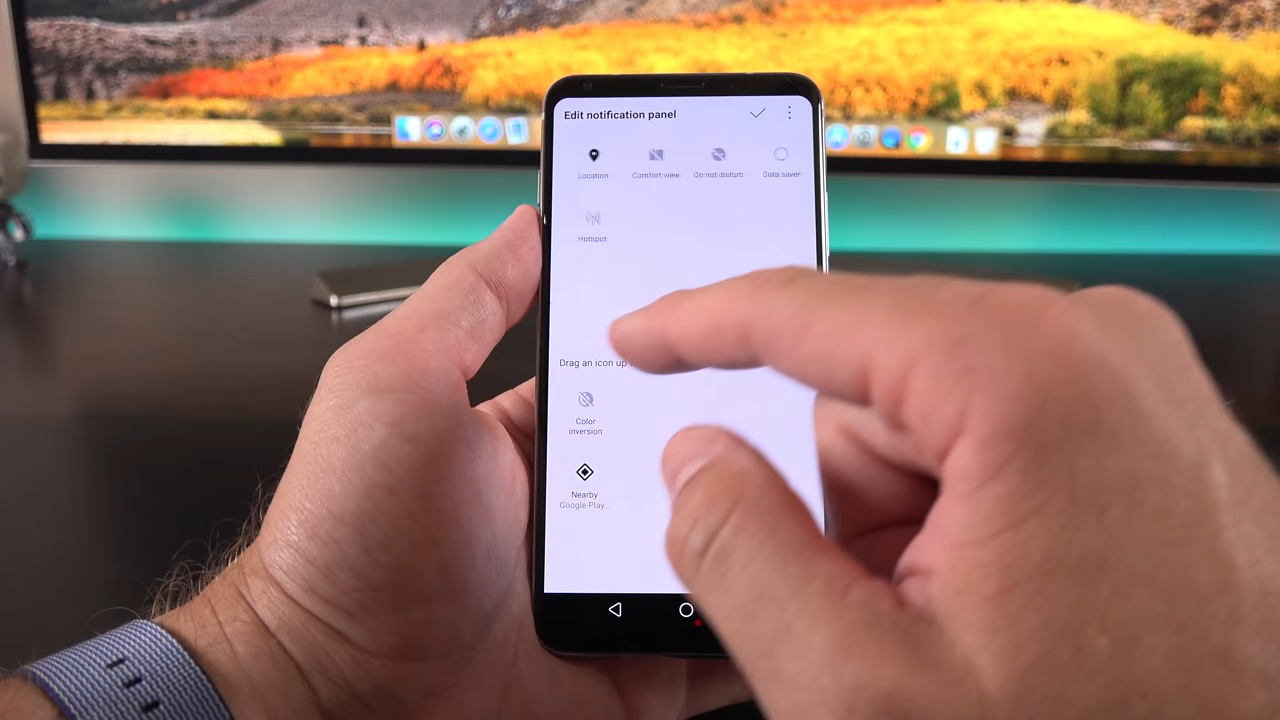 Edit notification panel
Location Comfort view Do not disturb Data saver
Hotspot
Drag an icon up
Color
inversion
Nearby
Google Play...